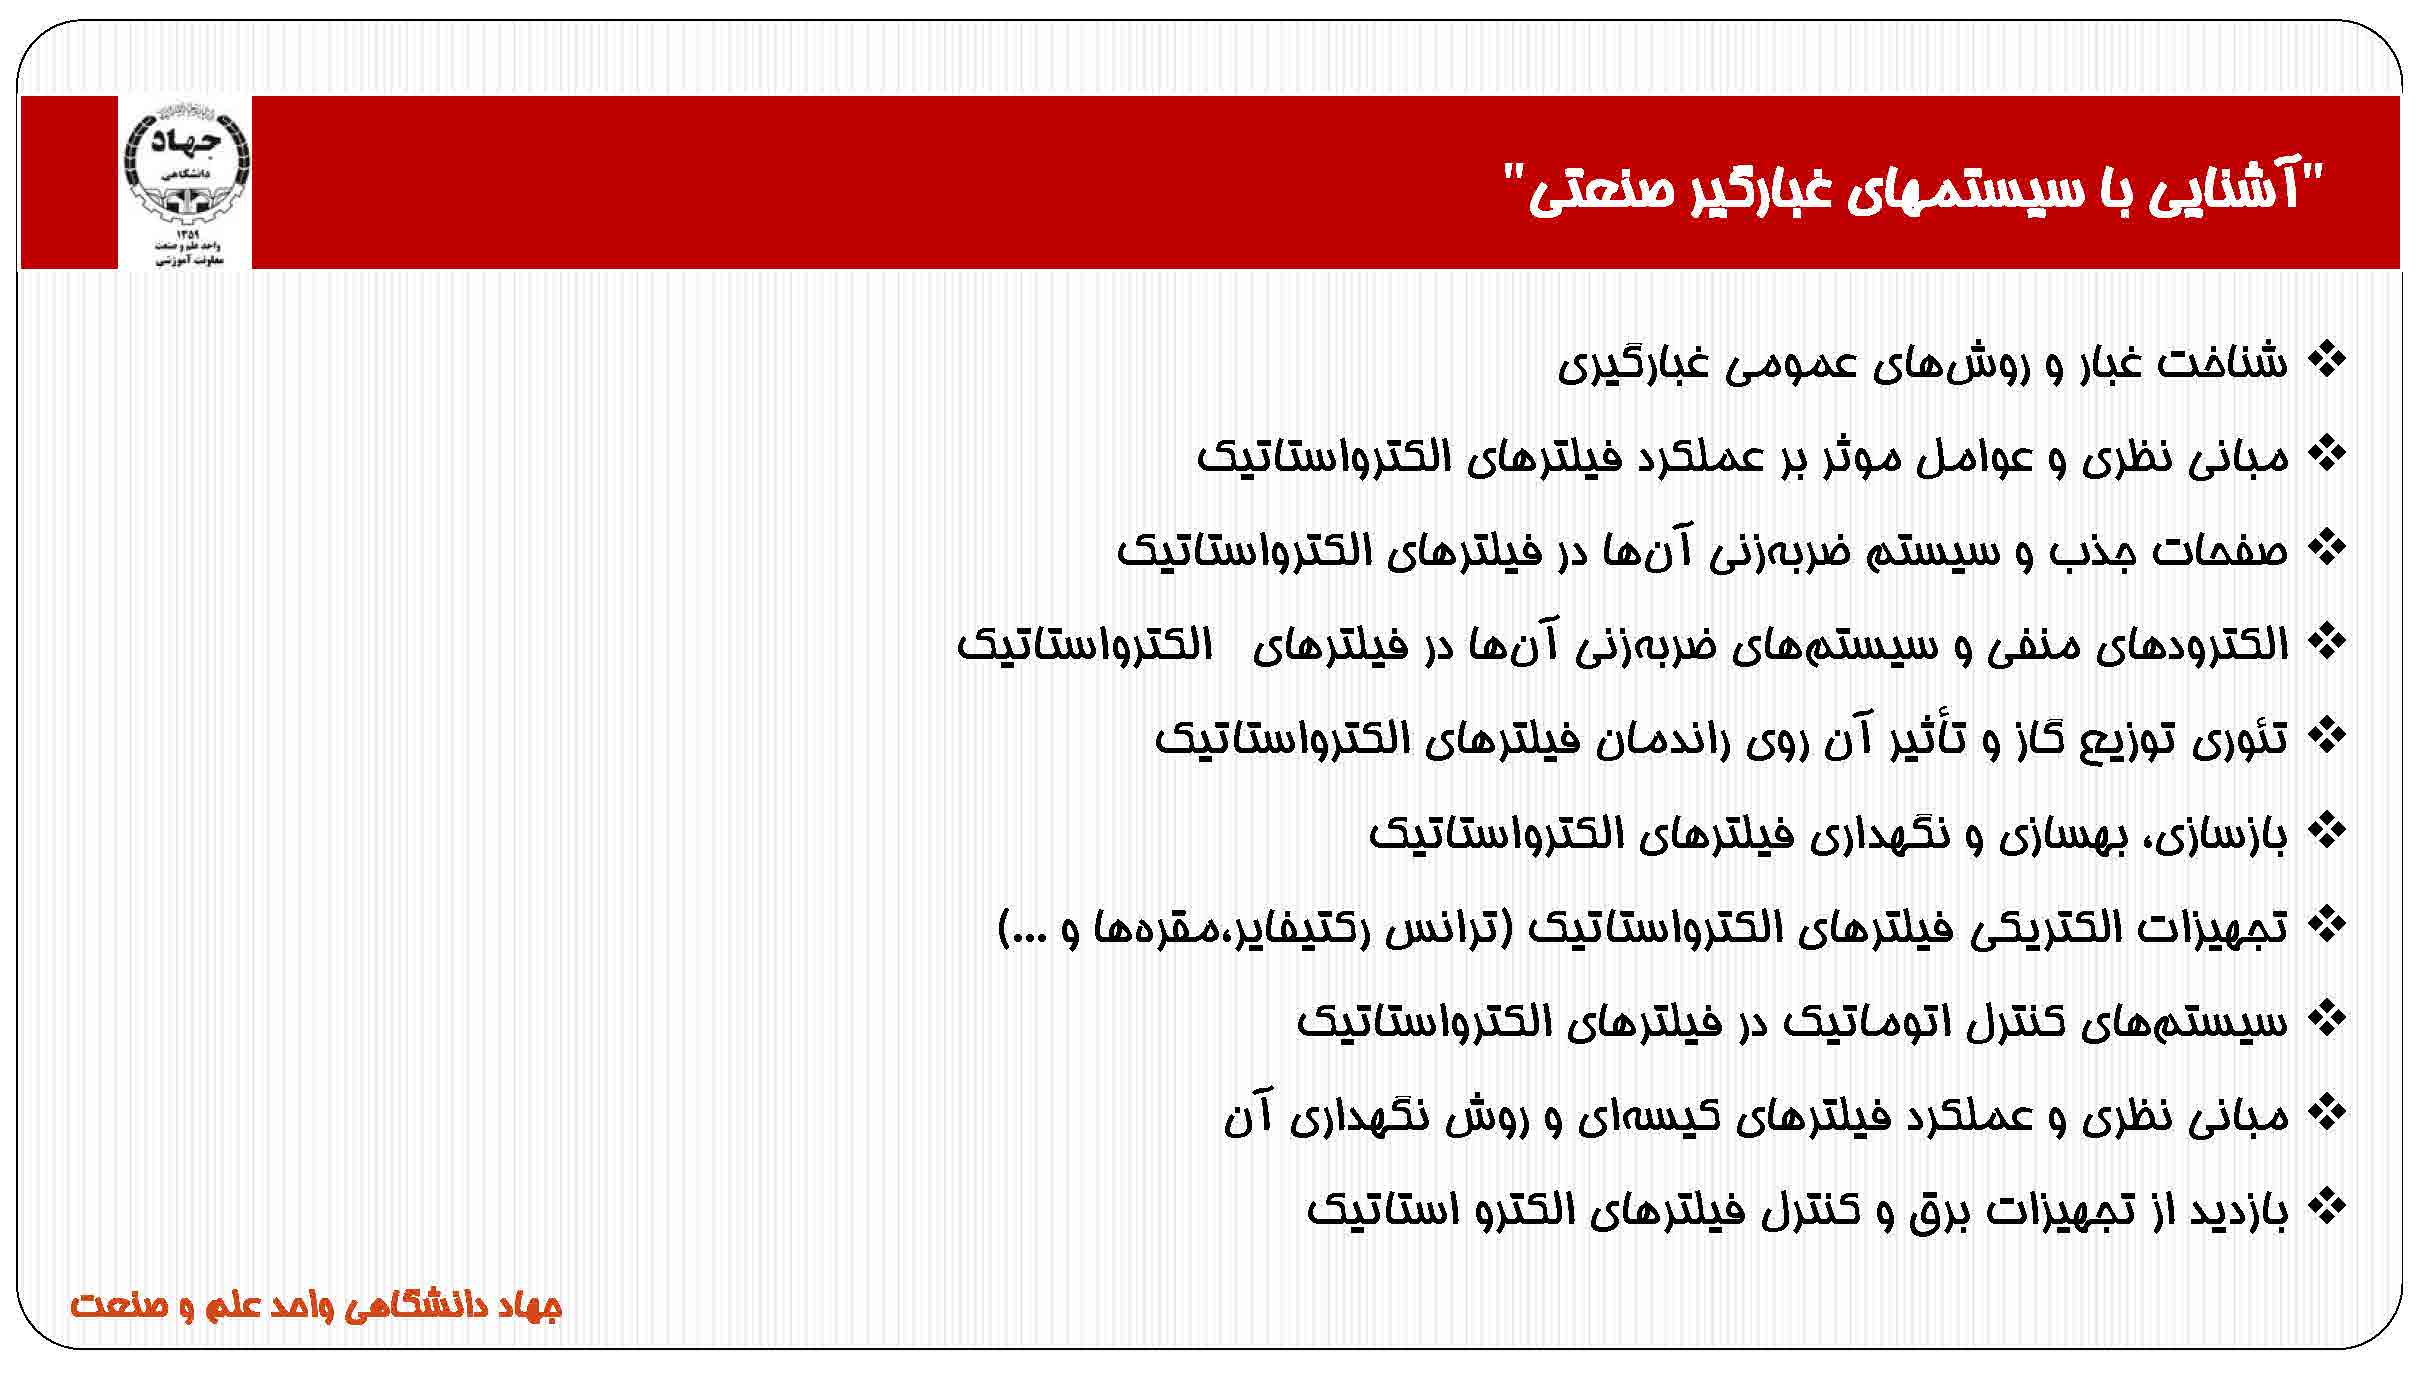 جهاد
دانشگاهی
۱۳۵۹
واحد علم و صنعت
معاونت آموزشی
"آشنایی با سیستمهای غبارگیر صنعتی"
شناخت غبار و روش‌های عمومی غبارگیری
مبانی نظری و عوامل موثر بر عملکرد فیلترهای الکترواستاتیک
صفحات جذب و سیستم ضربه‌زنی آن‌ها در فیلترهای الکترواستاتیک
الکترودهای منفی و سیستم‌های ضربه‌زنی آن‌ها در فیلترهای الکترواستاتیک
تئوری توزیع گاز و تأثیر آن روی راندمان فیلترهای الکترواستاتیک
بازسازی، بهسازی و نگهداری فیلترهای الکترواستاتیک
تجهیزات الکتریکی فیلترهای الکترواستاتیک (ترانس رکتیفایر،مقره‌ها و ...)
سیستم‌های کنترل اتوماتیک در فیلترهای الکترواستاتیک
مبانی نظری و عملکرد فیلترهای کیسه‌ای و روش نگهداری آن
بازدید از تجهیزات برق و کنترل فیلترهای الکترو استاتیک
جهاد دانشگاهی واحد علم و صنعت